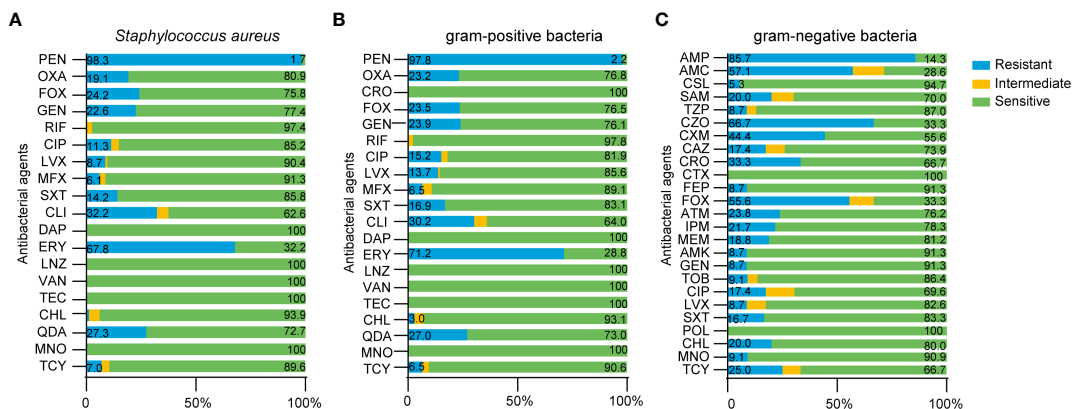 A
Staphylococcus aureus
Antibacterial agents
PEN 98.3 1.7
OXA 19.1 80.9
FOX 24.2 75.8
GEN 22.6 77.4
RIF 97.4
CIP 11.3 85.2
LVX 8.7 90.4
MFX 6.1 91.3
SXT 14.2 85.8
CLI 32.2 62.6
DAP 100
ERY 67.8 32.2
LNZ 100
VAN 100
TEC 100
CHL 93.9
QDA 27.3 72.7
MNO 100
TCY 7.0 89.6
0 50% 100%
B
gram-positive bacteria
Antibacterial agents
PEN 97.8 2.2
OXA 23.2 76.8
CRO 100
FOX 23.5 76.5
GEN 23.9 76.1
RIF 97.8
CIP 15.2 81.9
LVX 13.7 85.6
MFX 6.5 89.1
SXT 16.9 83.1
CLI 30.2 64.0
DAP 100
ERY 71.2 28.8
LNZ 100
VAN 100
TEC 100
CHL 3.0 93.1
QDA 27.0 73.0
MNO 100
TCY 6.5 90.6
0 50% 100%
C
gram-negative bacteria
Antibacterial agents
AMP 85.7 14.3
AMC 57.1 28.6
CSL 5.3 94.7
SAM 20.0 70.0
TZP 8.7 87.0
CZO 66.7 33.3
CXM 44.4 55.6
CAZ 17.4 73.9
CRO 33.3 66.7
CTX 100
FEP 8.7 91.3
FOX 55.6 33.3
ATM 23.8 76.2
IPM 21.7 78.3
MEM 18.8 81.2
AMK 8.7 91.3
GEN 8.7 91.3
TOB 9.1 86.4
CIP 17.4 69.6
LVX 8.7 82.6
SXT 16.7 83.3
POL 100
CHL 20.0 80.0
MNO 9.1 90.9
TCY 25.0 66.7
0 50% 100%
Resistant
Intermediate
Sensitive